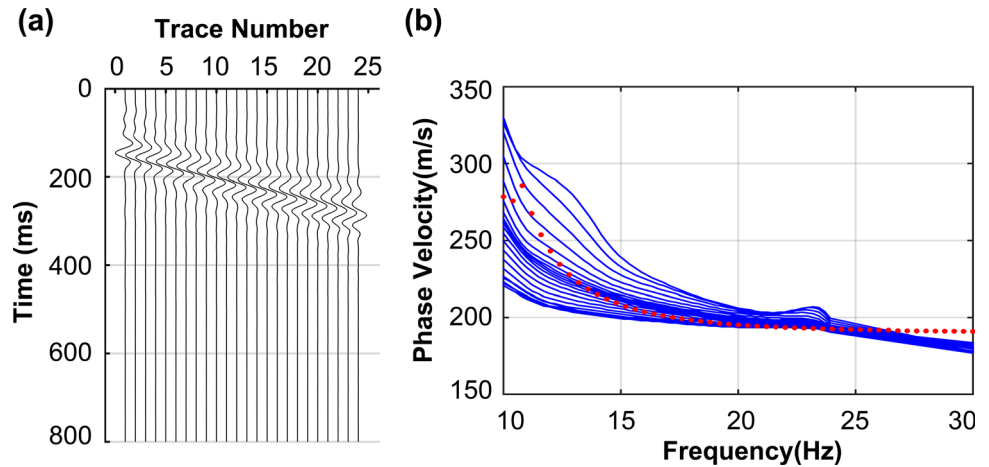 (a)
Trace Number
0 5 10 15 20 25
0
200
400
600
800
Time (ms)
(b)
350
300
250
200
150
Phase Velocity(m/s)
10 15 20 25 30
Frequency(Hz)